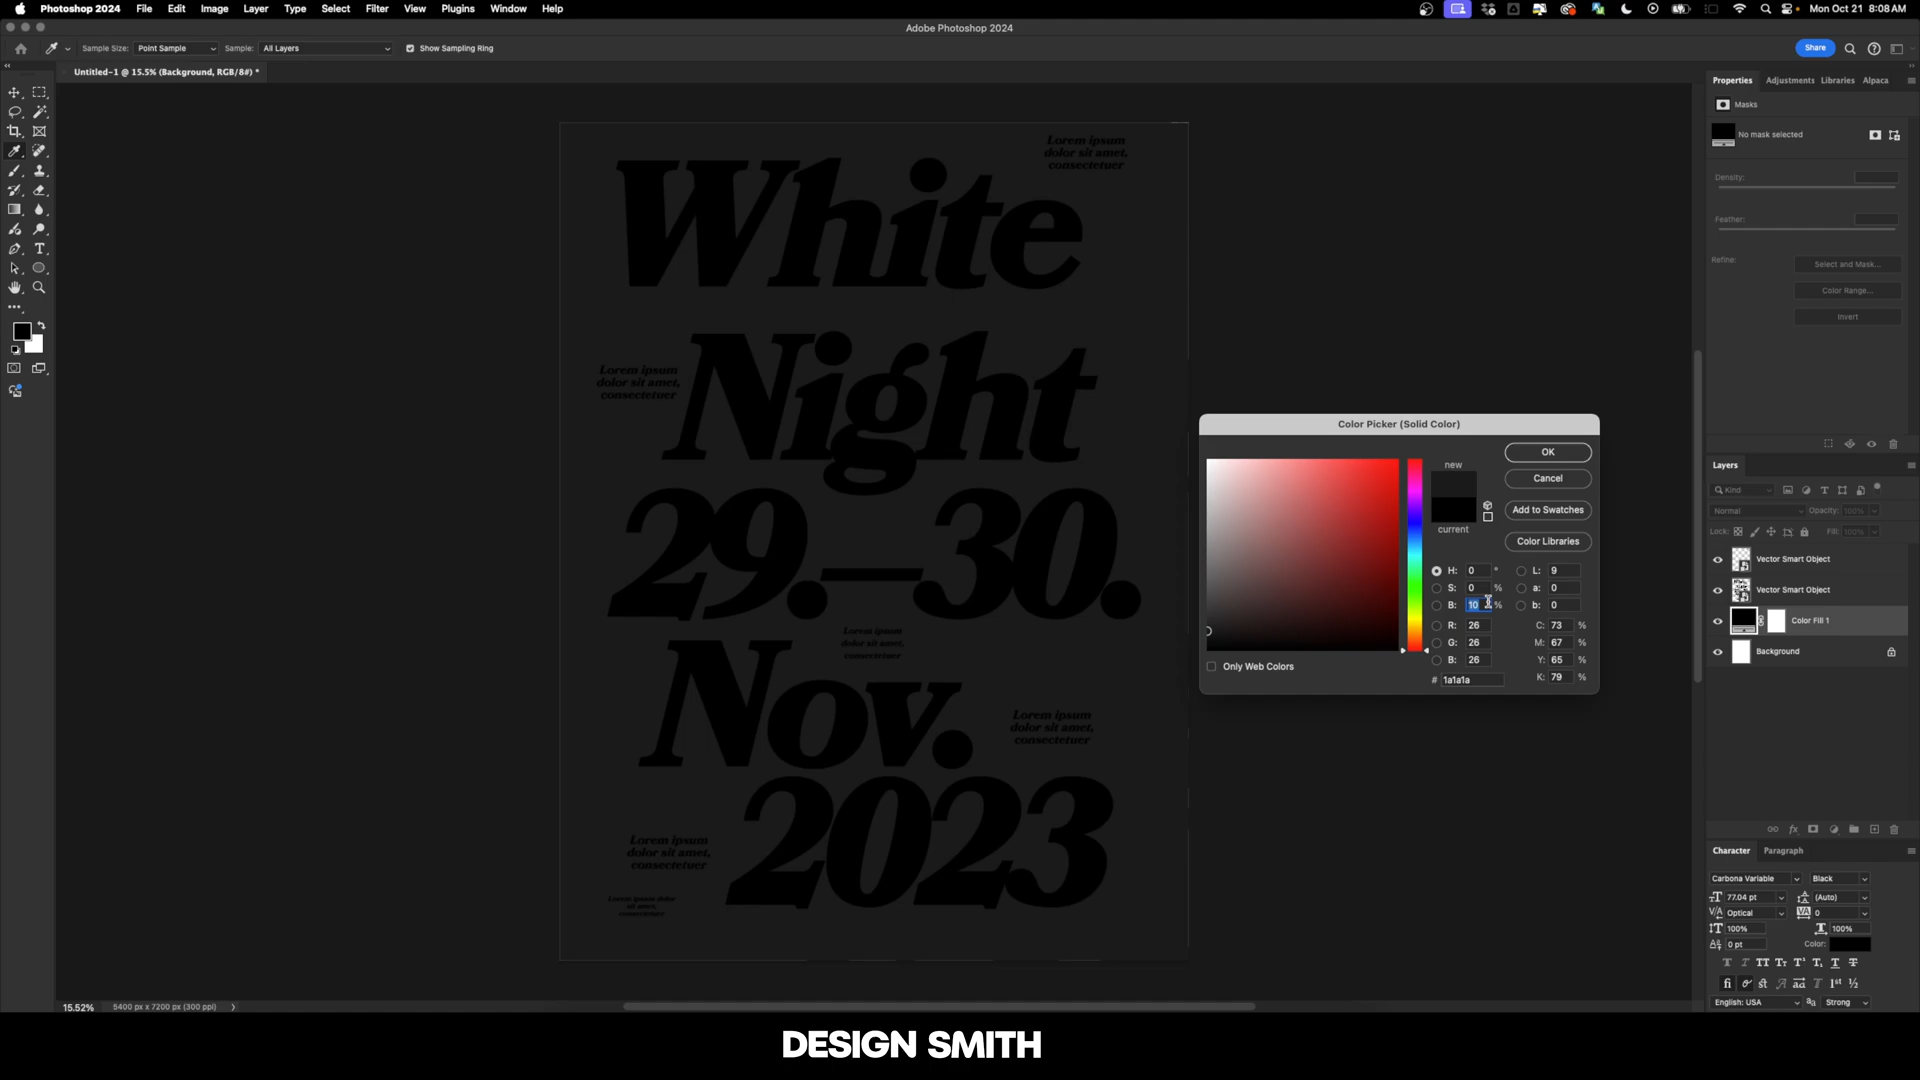 Photoshop 2024 File Edit Image Layer Type Select Filter View Plugins Window Help
Mon Oct 21 8:08 AM
Adobe Photoshop 2024
Sample Size: Point Sample Sample: All Layers Show Sampling Ring
Share
Untitled-1 @ 15.5% (Background, RGB/8#) *
Properties Adjustments Libraries Alpaca
Masks
No mask selected
Density:
Feather:
Refine:
Select and Mask...
Color Range...
Invert
Lorem ipsum
dolor sit amet,
consectetuer
White
Night
Lorem ipsum
dolor sit amet,
consectetuer
29.—30.
Lorem ipsum
dolor sit amet,
consectetuer
Nov.
Lorem ipsum
dolor sit amet,
consectetuer
2023
Lorem ipsum
dolor sit amet,
consectetuer
Lorem ipsum dolor
sit amet,
consectetuer
Color Picker (Solid Color)
new
current
OK
Cancel
Add to Swatches
Color Libraries
H: 0 ° L: 9
S: 0 % a: 0
B: 10 % b: 0
R: 26 C: 73 %
G: 26 M: 67 %
B: 26 Y: 65 %
# 1a1a1a K: 79 %
Only Web Colors
Layers
Kind
Normal Opacity: 100%
Lock: Fill: 100%
Vector Smart Object
Vector Smart Object
Color Fill 1
Background
Character Paragraph
Carbona Variable Black
77.04 pt (Auto)
Optical 0
100% 100%
0 pt Color:
English: USA Strong
15.52% 5400 px x 7200 px (300 ppi)
DESIGN SMITH